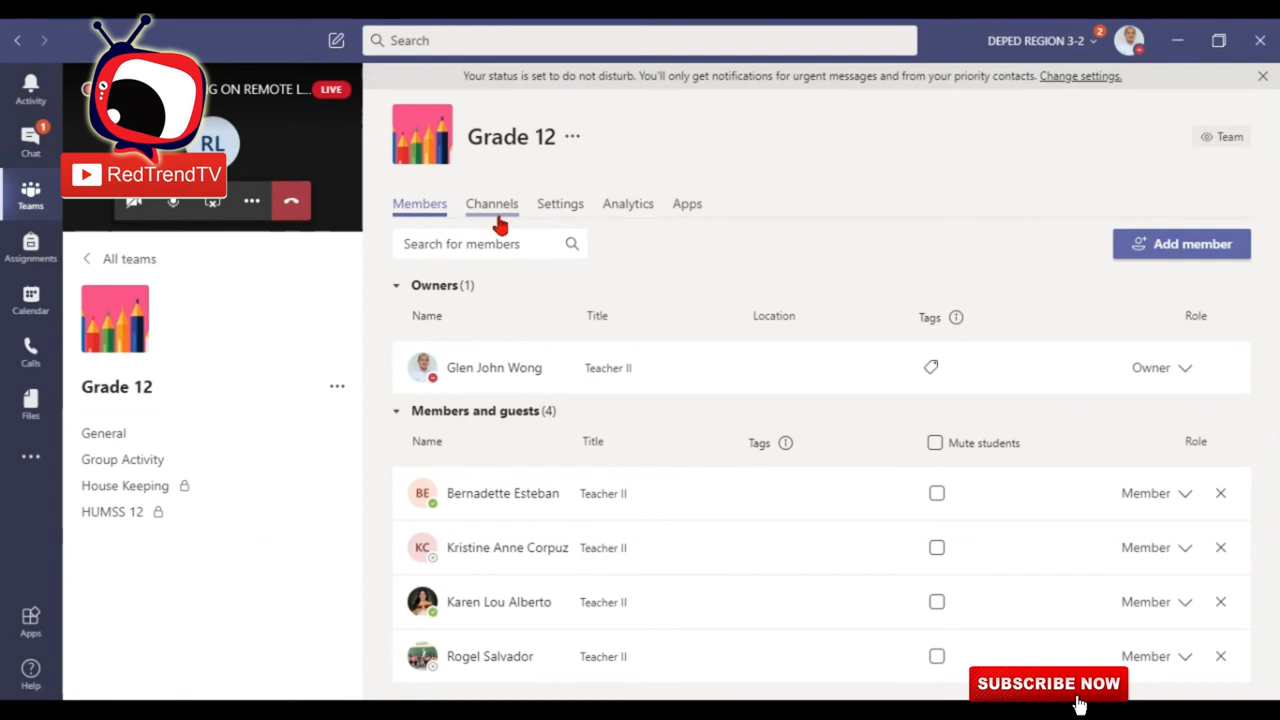 Search
DEPED REGION 3-2
2
Your status is set to do not disturb. You'll only get notifications for urgent messages and from your priority contacts. Change settings.
NG ON REMOTE L... LIVE
RL
RedTrendTV
Activity
Chat
1
Teams
Assignments
Calendar
Calls
Files
Apps
Help
All teams
Grade 12
General
Group Activity
House Keeping
HUMSS 12
Grade 12
Team
Members Channels Settings Analytics Apps
Search for members
Add member
Owners (1)
Name Title Location Tags Role
Glen John Wong Teacher II Owner
Members and guests (4)
Name Title Tags Mute students Role
BE Bernadette Esteban Teacher II Member
KC Kristine Anne Corpuz Teacher II Member
Karen Lou Alberto Teacher II Member
Rogel Salvador Teacher II Member
SUBSCRIBE NOW